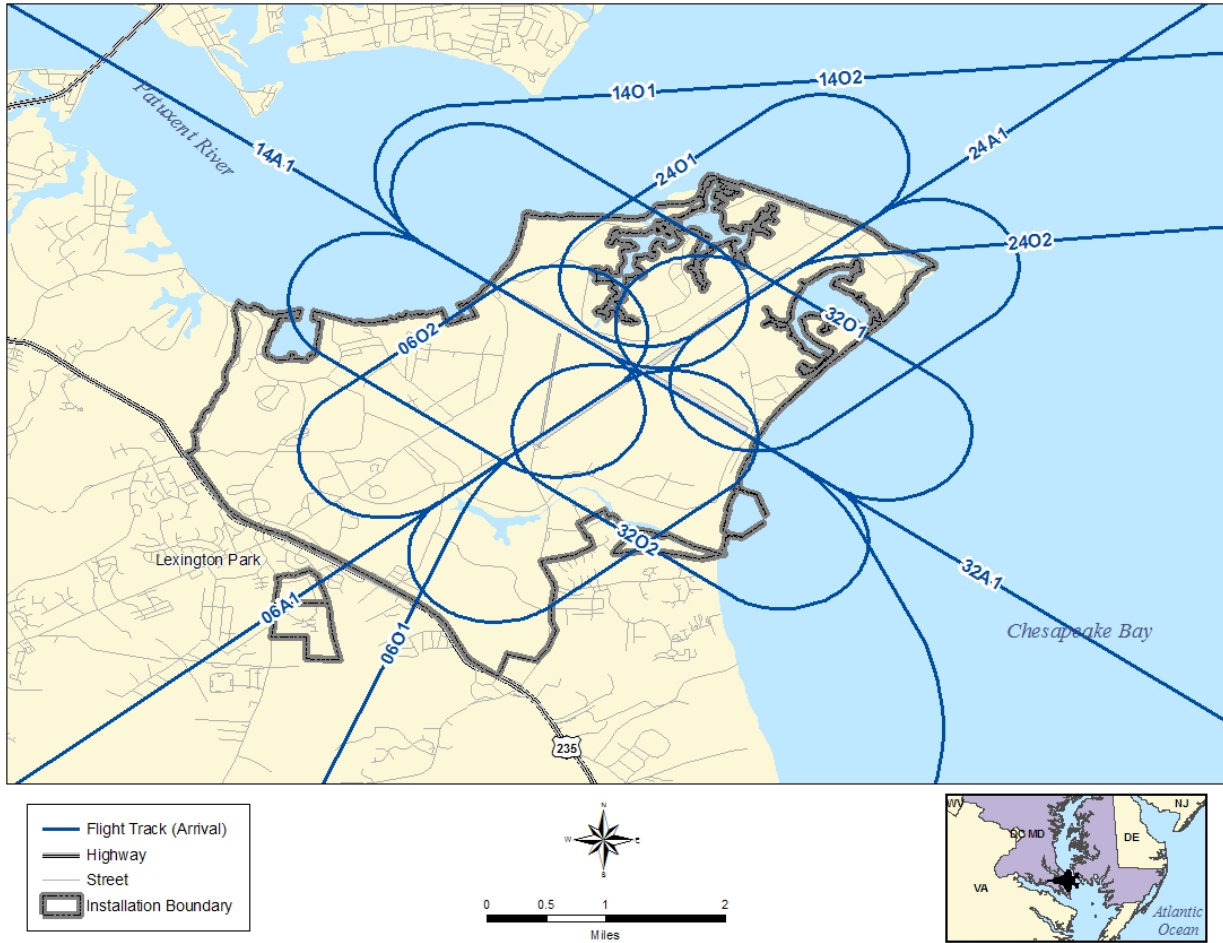 14O1
14O2
Patuxent River
14A1
24O1
24A1
24O2
32O1
06O2
32O2
Lexington Park
32A1
06A1
06O1
Chesapeake Bay
235
Flight Track (Arrival)
Highway
Street
Installation Boundary
N
W
E
S
0 0.5 1 2
Miles
WV
NJ
DC MD
DE
VA
Atlantic
Ocean